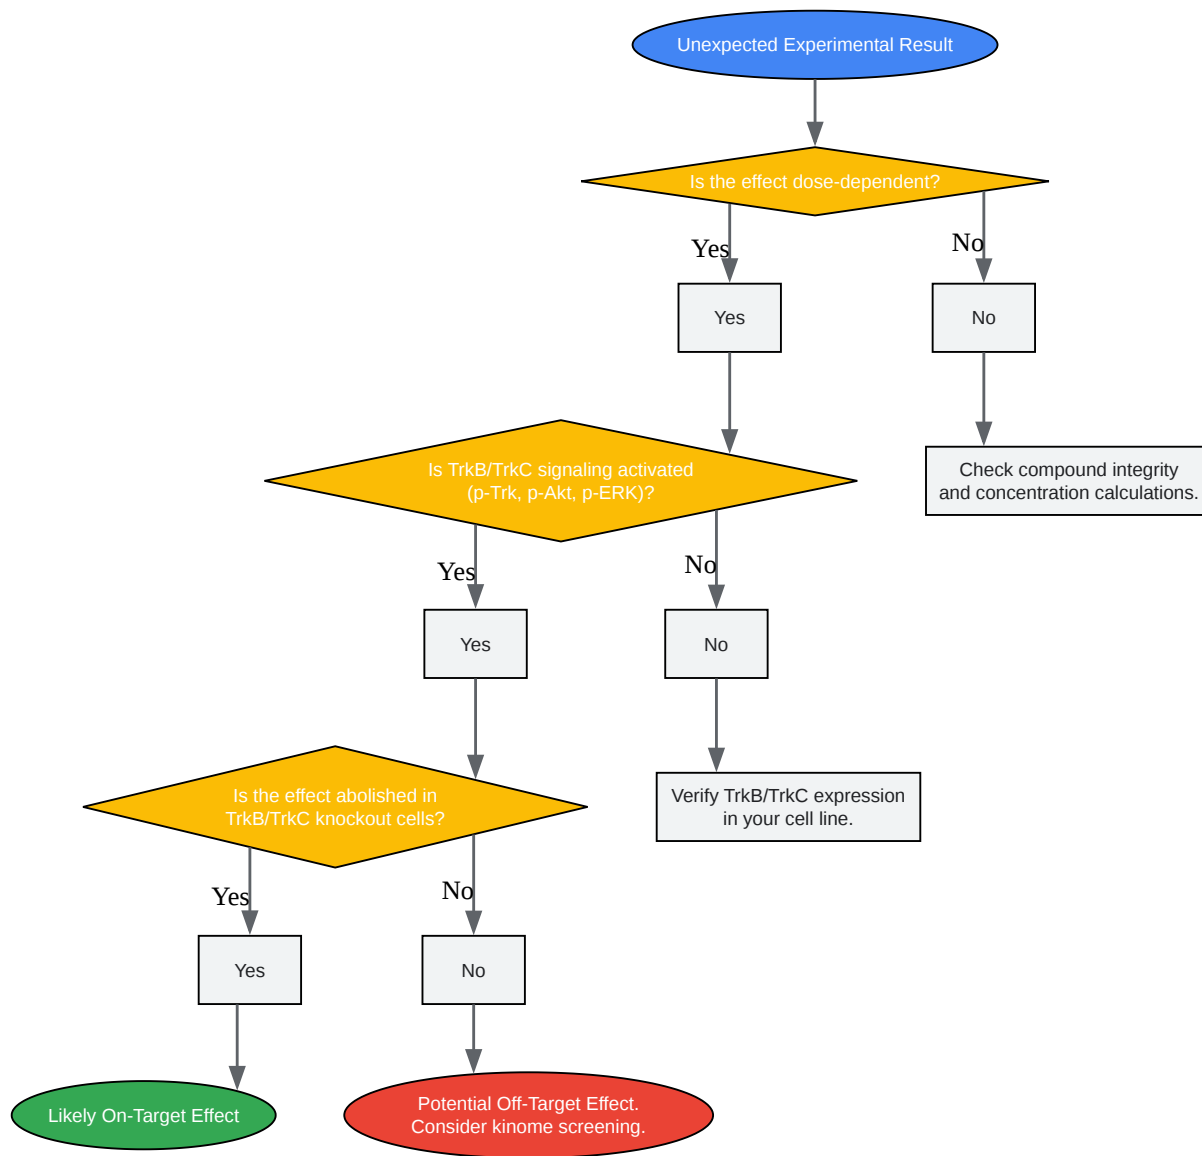 Unexpected Experimental Result
Is the effect dose-dependent?
Yes
No
Yes
No
Is TrkB/TrkC signaling activated
(p-Trk, p-Akt, p-ERK)?
Check compound integrity
and concentration calculations.
Yes
No
Yes
No
Is the effect abolished in
TrkB/TrkC knockout cells?
Verify TrkB/TrkC expression
in your cell line.
Yes
No
Yes
No
Likely On-Target Effect
Potential Off-Target Effect.
Consider kinome screening.